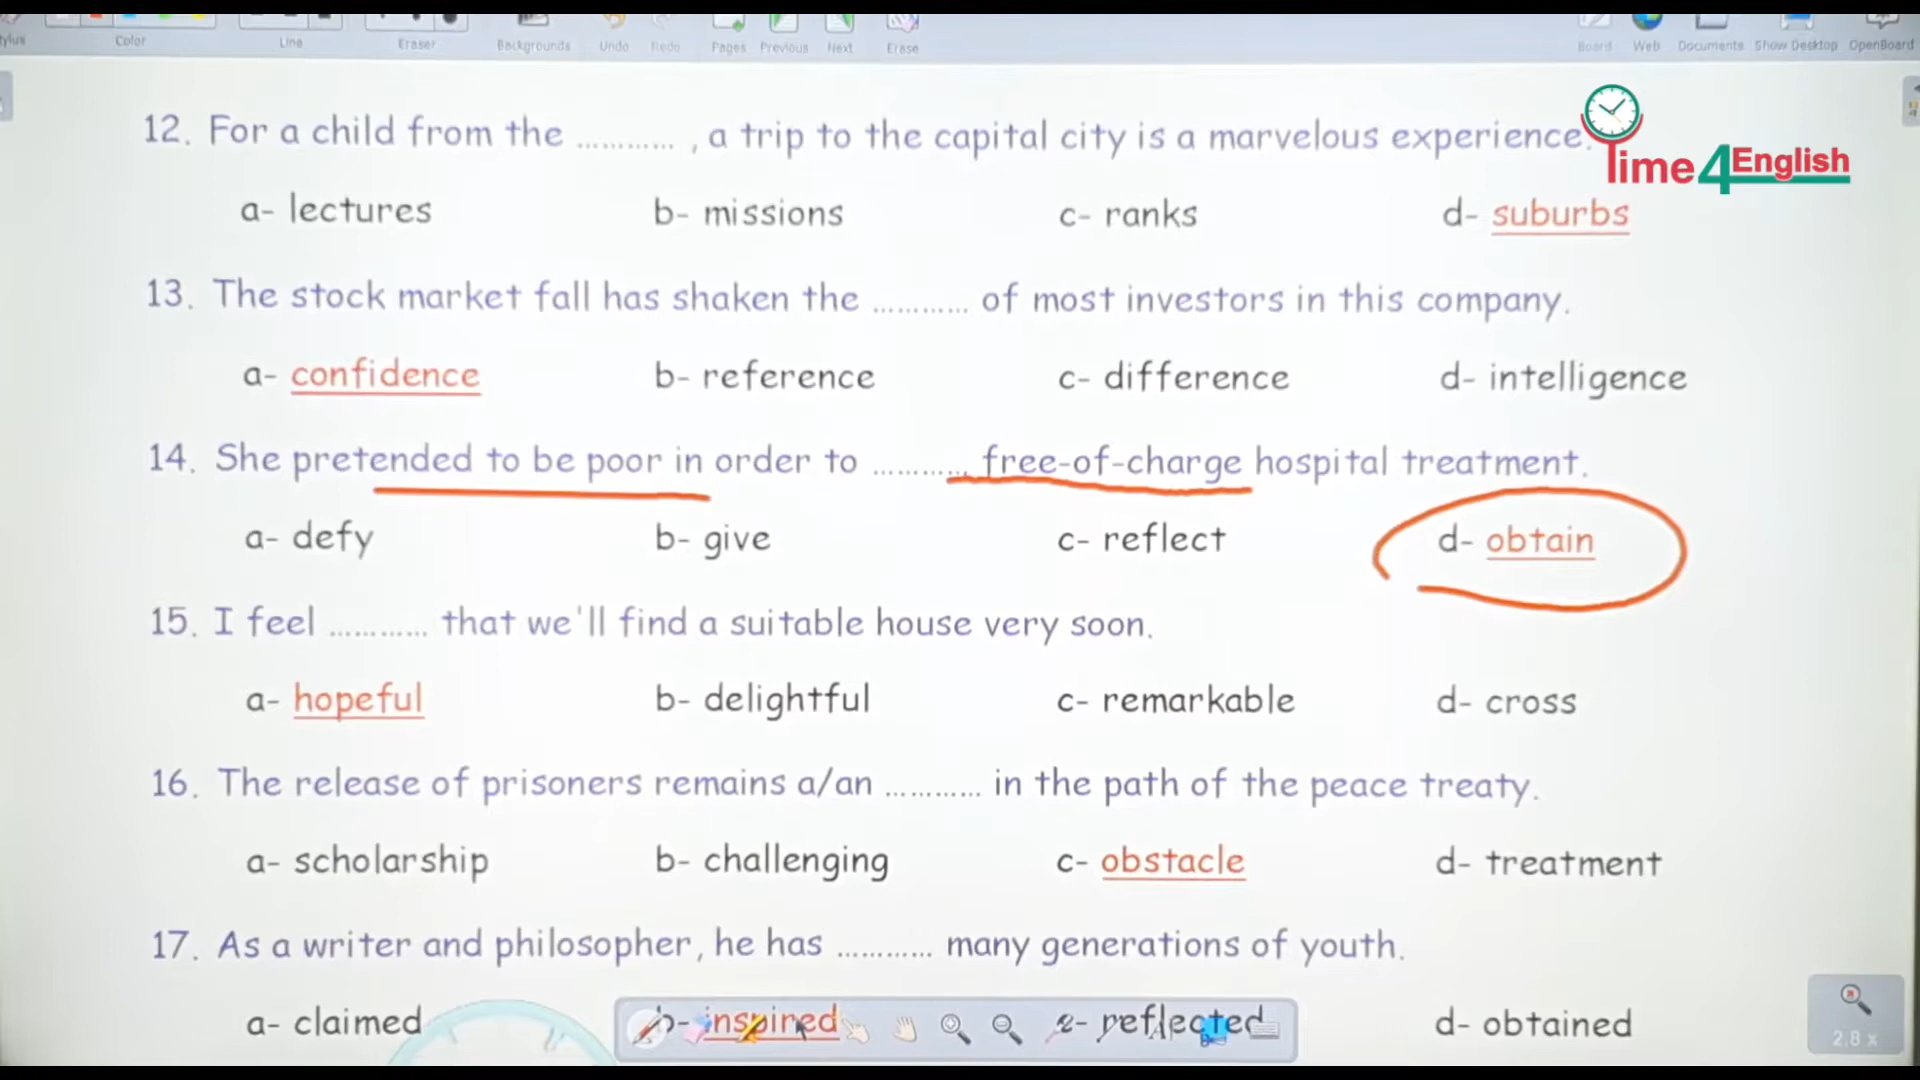 Color
Line
Eraser
Backgrounds
Undo
Redo
Pages
Previous
Next
Erase
Board
Web
Documents
Show Desktop
OpenBoard
Time4English
12. For a child from the ............ , a trip to the capital city is a marvelous experience.
a- lectures b- missions c- ranks d- suburbs
13. The stock market fall has shaken the ............ of most investors in this company.
a- confidence b- reference c- difference d- intelligence
14. She pretended to be poor in order to ............ free-of-charge hospital treatment.
a- defy b- give c- reflect d- obtain
15. I feel ............ that we'll find a suitable house very soon.
a- hopeful b- delightful c- remarkable d- cross
16. The release of prisoners remains a/an ............ in the path of the peace treaty.
a- scholarship b- challenging c- obstacle d- treatment
17. As a writer and philosopher, he has ............ many generations of youth.
a- claimed b- inspired c- reflected d- obtained
2.8 x